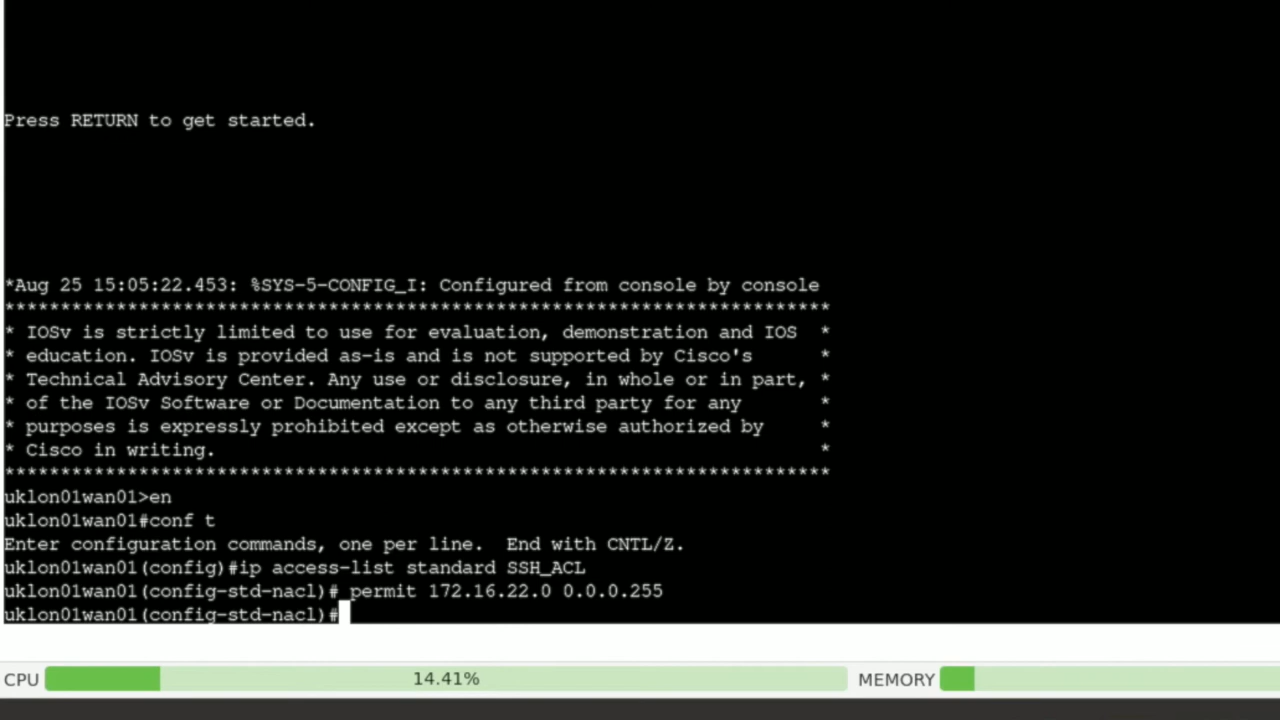 Press RETURN to get started.
*Aug 25 15:05:22.453: %SYS-5-CONFIG_I: Configured from console by console
**************************************************************************
* IOSv is strictly limited to use for evaluation, demonstration and IOS  *
* education. IOSv is provided as-is and is not supported by Cisco's      *
* Technical Advisory Center. Any use or disclosure, in whole or in part, *
* of the IOSv Software or Documentation to any third party for any       *
* purposes is expressly prohibited except as otherwise authorized by     *
* Cisco in writing.                                                      *
**************************************************************************
uklon01wan01>en
uklon01wan01#conf t
Enter configuration commands, one per line.  End with CNTL/Z.
uklon01wan01(config)#ip access-list standard SSH_ACL
uklon01wan01(config-std-nacl)# permit 172.16.22.0 0.0.0.255
uklon01wan01(config-std-nacl)#
CPU 14.41% MEMORY